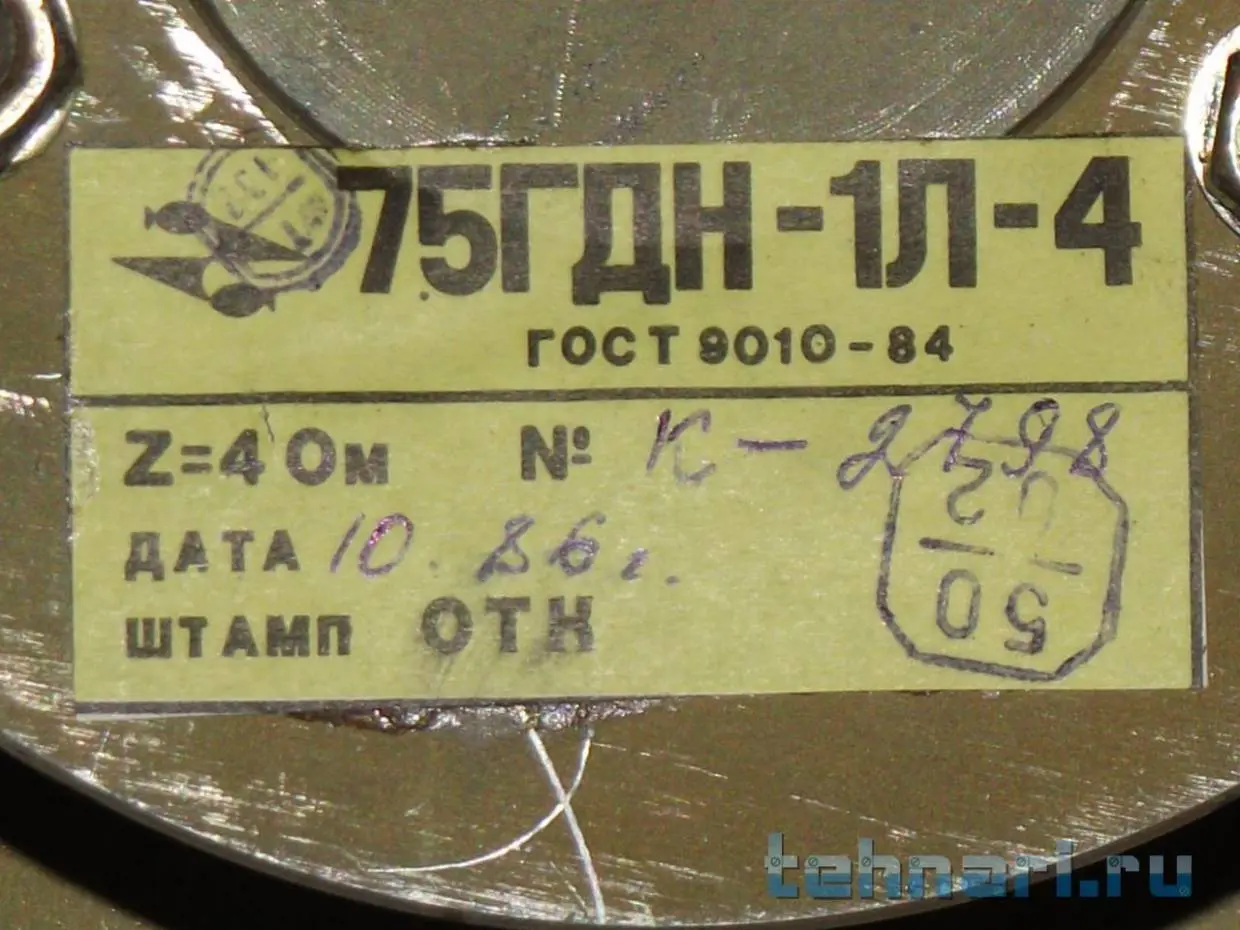 75ГДН-1Л-4
ГОСТ 9010-84
Z=4 Ом № К-2798
ДАТА 10.86г.
ШТАМП ОТК
50
tehnari.ru